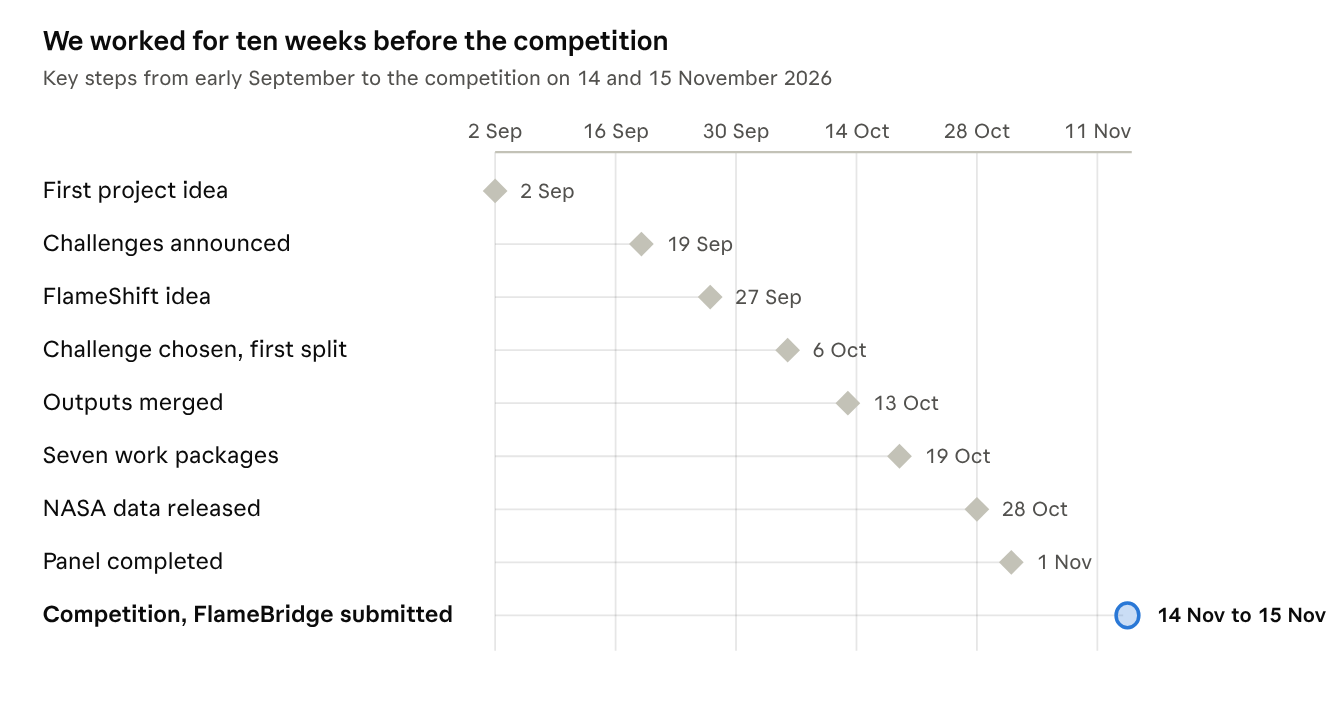 We worked for ten weeks before the competition
Key steps from early September to the competition on 14 and 15 November 2026
2 Sep 16 Sep 30 Sep 14 Oct 28 Oct 11 Nov
First project idea 2 Sep
Challenges announced 19 Sep
FlameShift idea 27 Sep
Challenge chosen, first split 6 Oct
Outputs merged 13 Oct
Seven work packages 19 Oct
NASA data released 28 Oct
Panel completed 1 Nov
Competition, FlameBridge submitted 14 Nov to 15 Nov